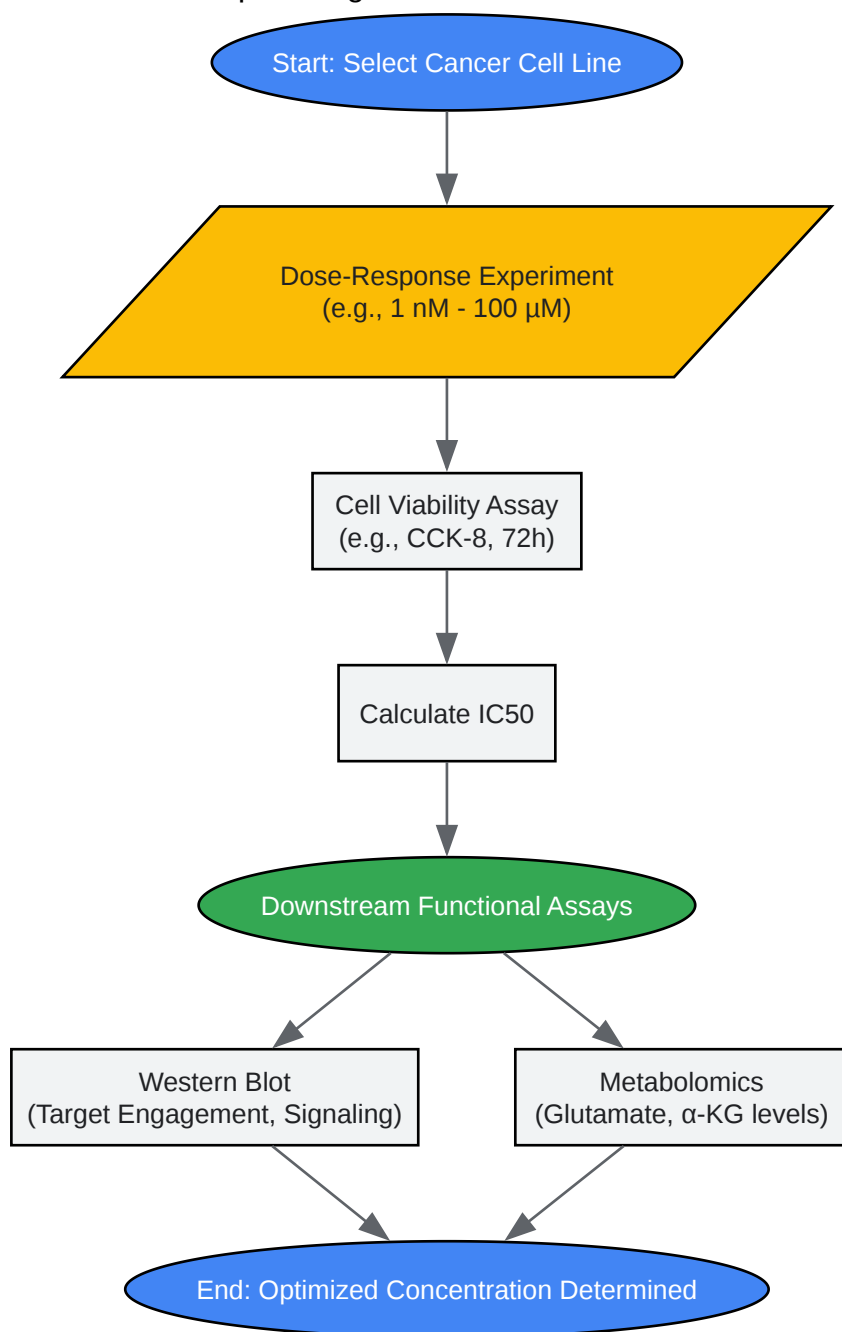 Start: Select Cancer Cell Line
Dose-Response Experiment
(e.g., 1 nM - 100 µM)
Cell Viability Assay
(e.g., CCK-8, 72h)
Calculate IC50
Downstream Functional Assays
Western Blot
(Target Engagement, Signaling)
Metabolomics
(Glutamate, α-KG levels)
End: Optimized Concentration Determined